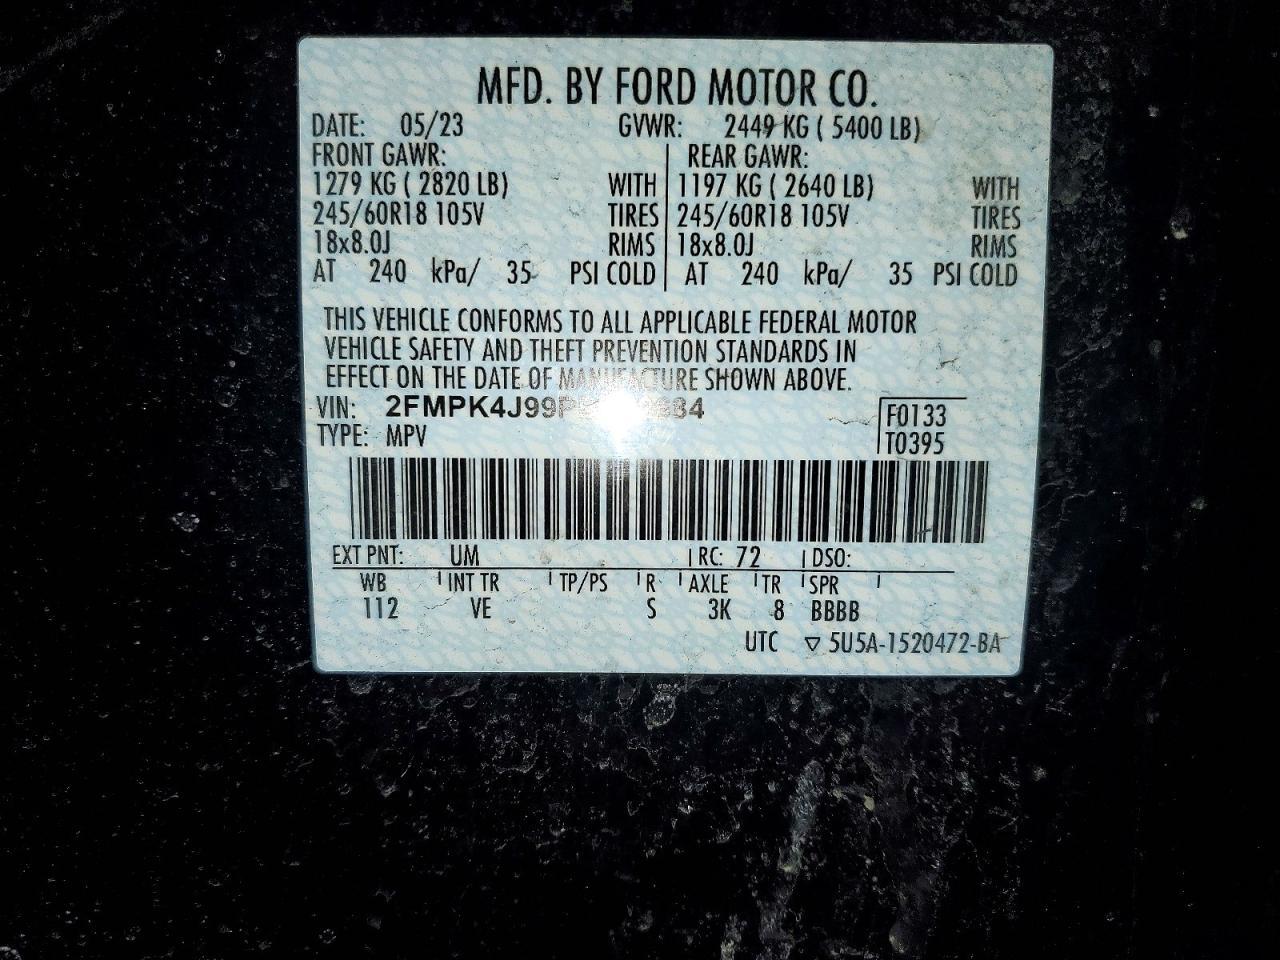 MFD. BY FORD MOTOR CO.
DATE: 05/23 GVWR: 2449 KG ( 5400 LB)
FRONT GAWR: REAR GAWR:
1279 KG ( 2820 LB) WITH 1197 KG ( 2640 LB) WITH
245/60R18 105V TIRES 245/60R18 105V TIRES
18x8.0J RIMS 18x8.0J RIMS
AT 240 kPa/ 35 PSI COLD AT 240 kPa/ 35 PSI COLD
THIS VEHICLE CONFORMS TO ALL APPLICABLE FEDERAL MOTOR
VEHICLE SAFETY AND THEFT PREVENTION STANDARDS IN
EFFECT ON THE DATE OF MANUFACTURE SHOWN ABOVE.
VIN: F0133
TYPE: MPV T0395
EXT PNT: UM RC: 72 DSO:
WB INT TR TP/PS R AXLE TR SPR
112 VE S 3K 8 BBBB
UTC ▽ 5U5A-1520472-BA